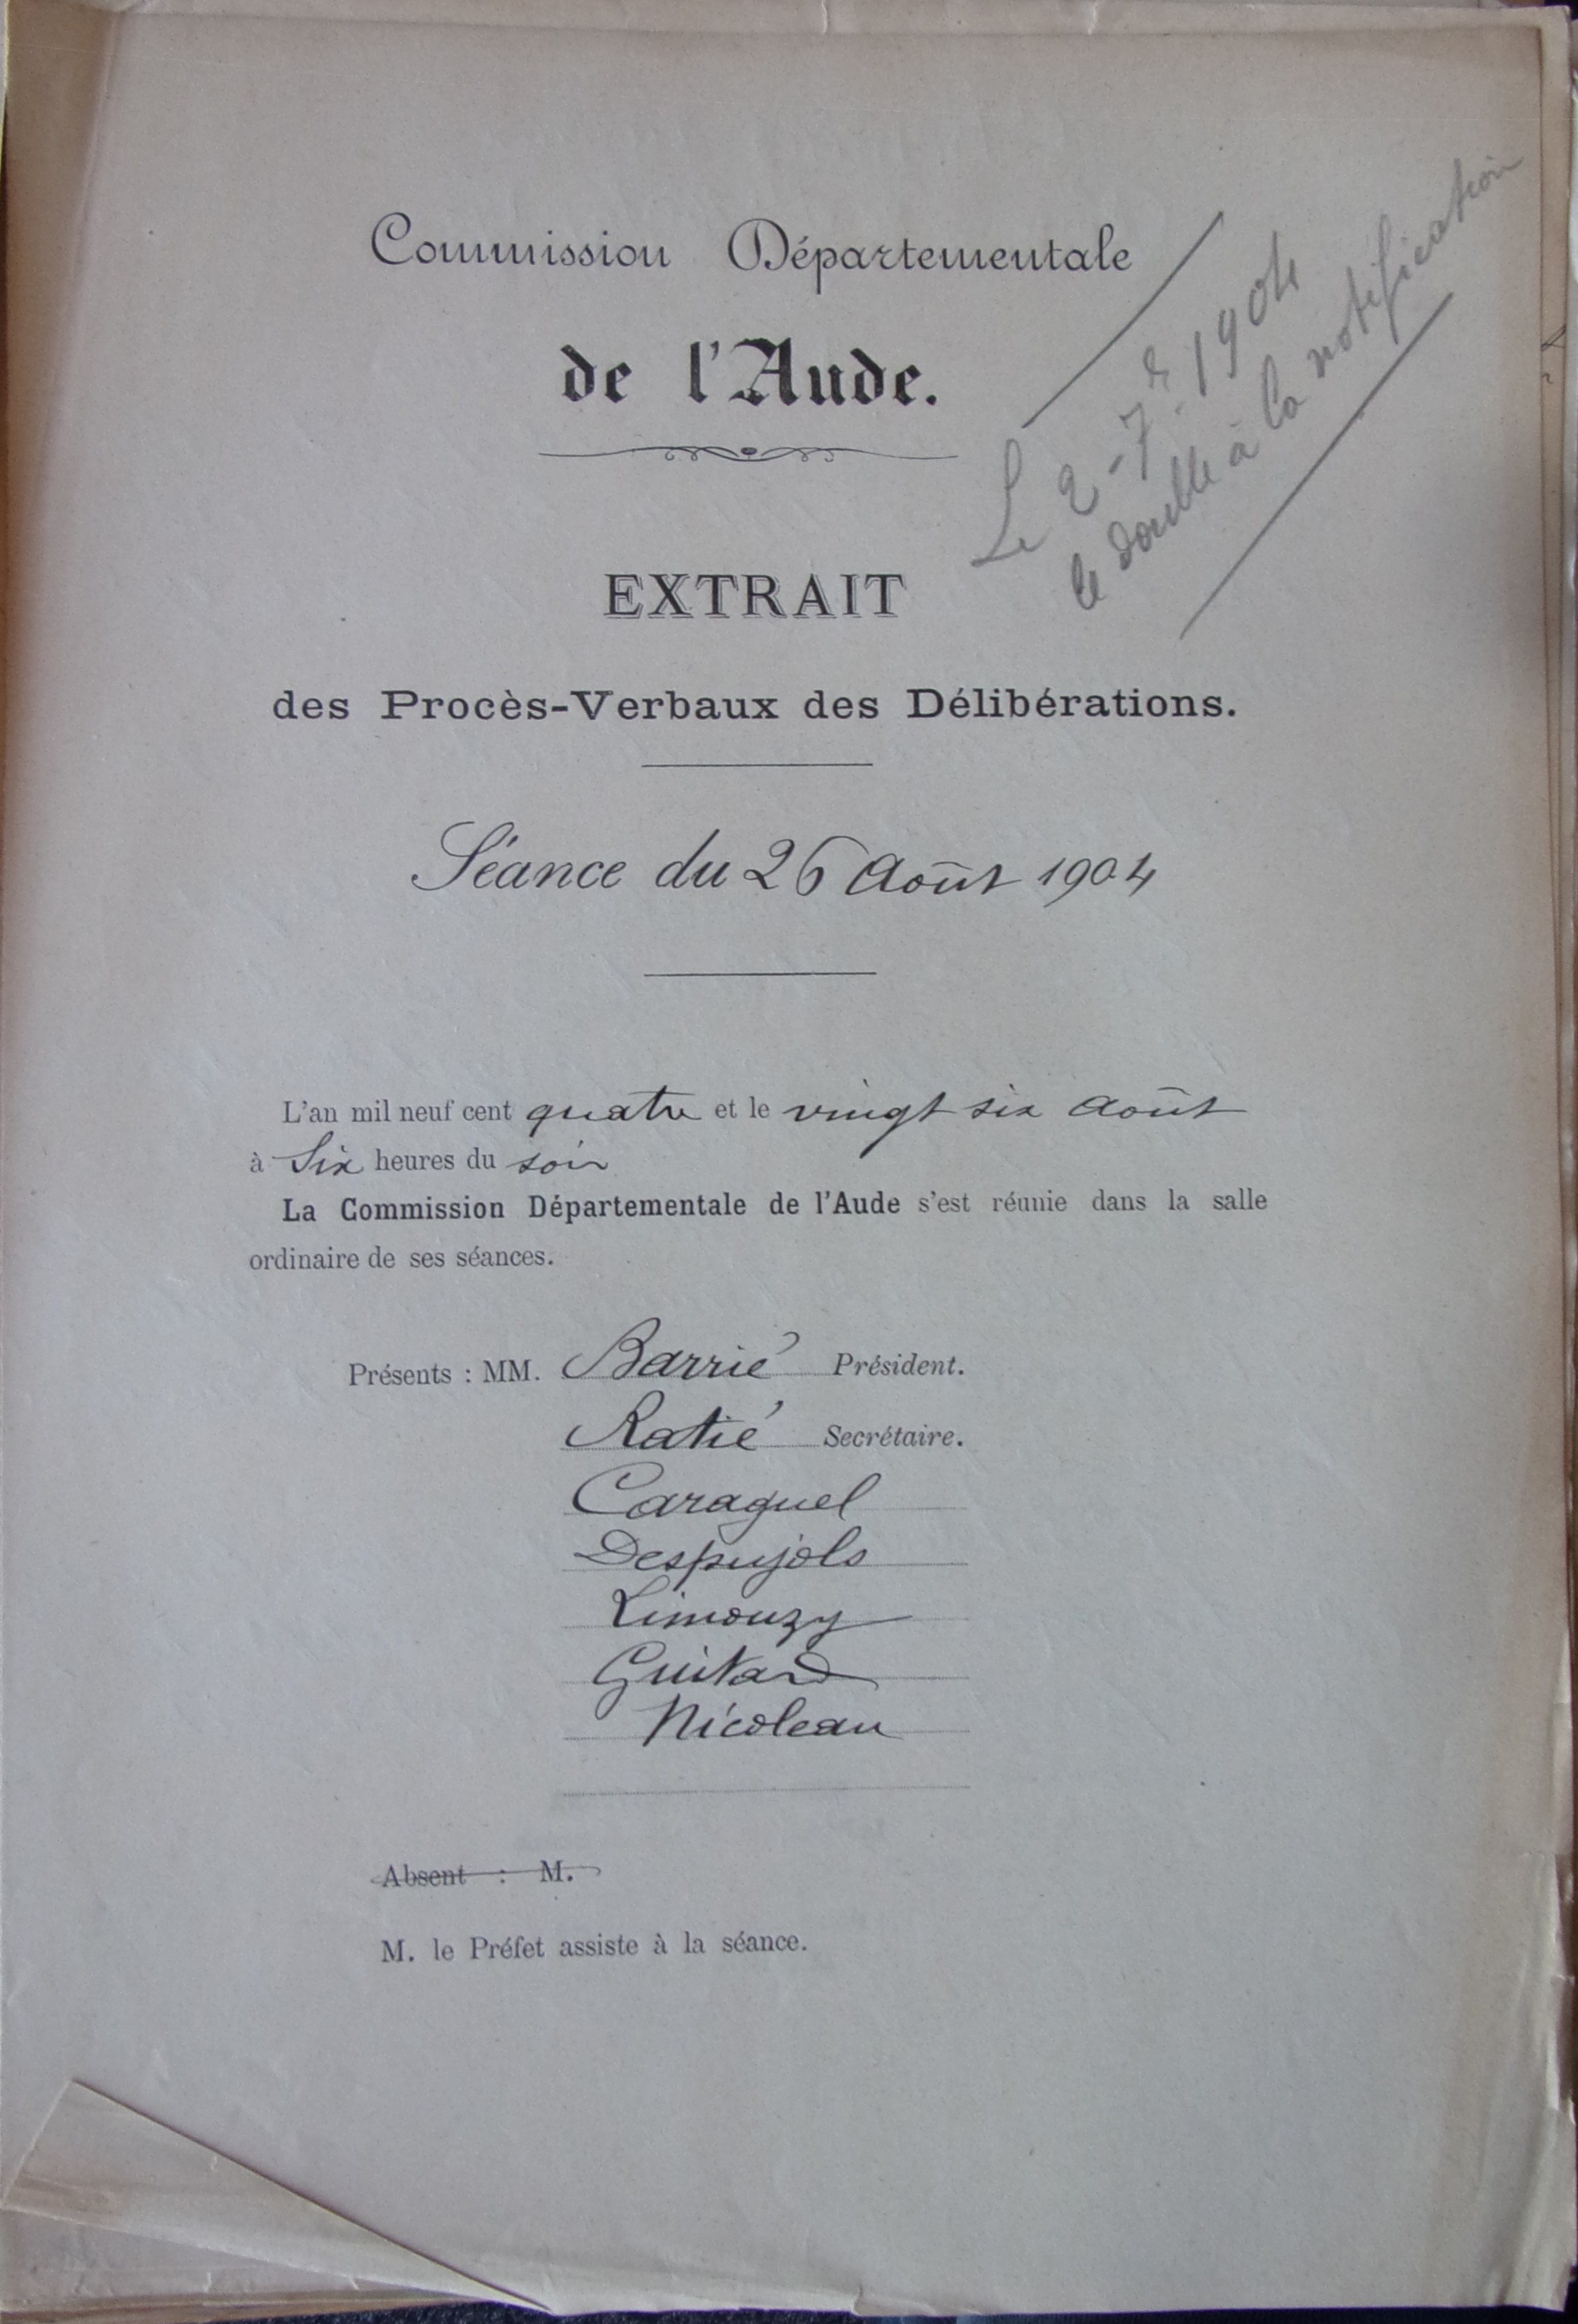 Commission Départementale
de l'Aude.
Le 2 - 7.re 1904
le double à la notification
EXTRAIT
des Procès-Verbaux des Délibérations.
Séance du 26 Août 1904
L'an mil neuf cent quatre et le vingt six Août
à Six heures du soir
La Commission Départementale de l'Aude s'est réunie dans la salle
ordinaire de ses séances.
Présents : MM. Barrié Président.
Ratié Secrétaire.
Caraguel
Despujols
Limouzy
Guitard
Nicoleau
Absent : M.
M. le Préfet assiste à la séance.